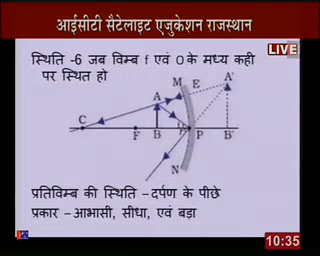 आईसीटी सैटेलाइट एजुकेशन राजस्थान
LIVE
स्थिति -6 जब विम्ब f एवं O के मध्य कही
पर स्थित हो
M E A'
A
C F B P B'
N
प्रतिविम्ब की स्थिति –दर्पण के पीछे
प्रकार –आभासी, सीधा, एवं बड़ा
10:35